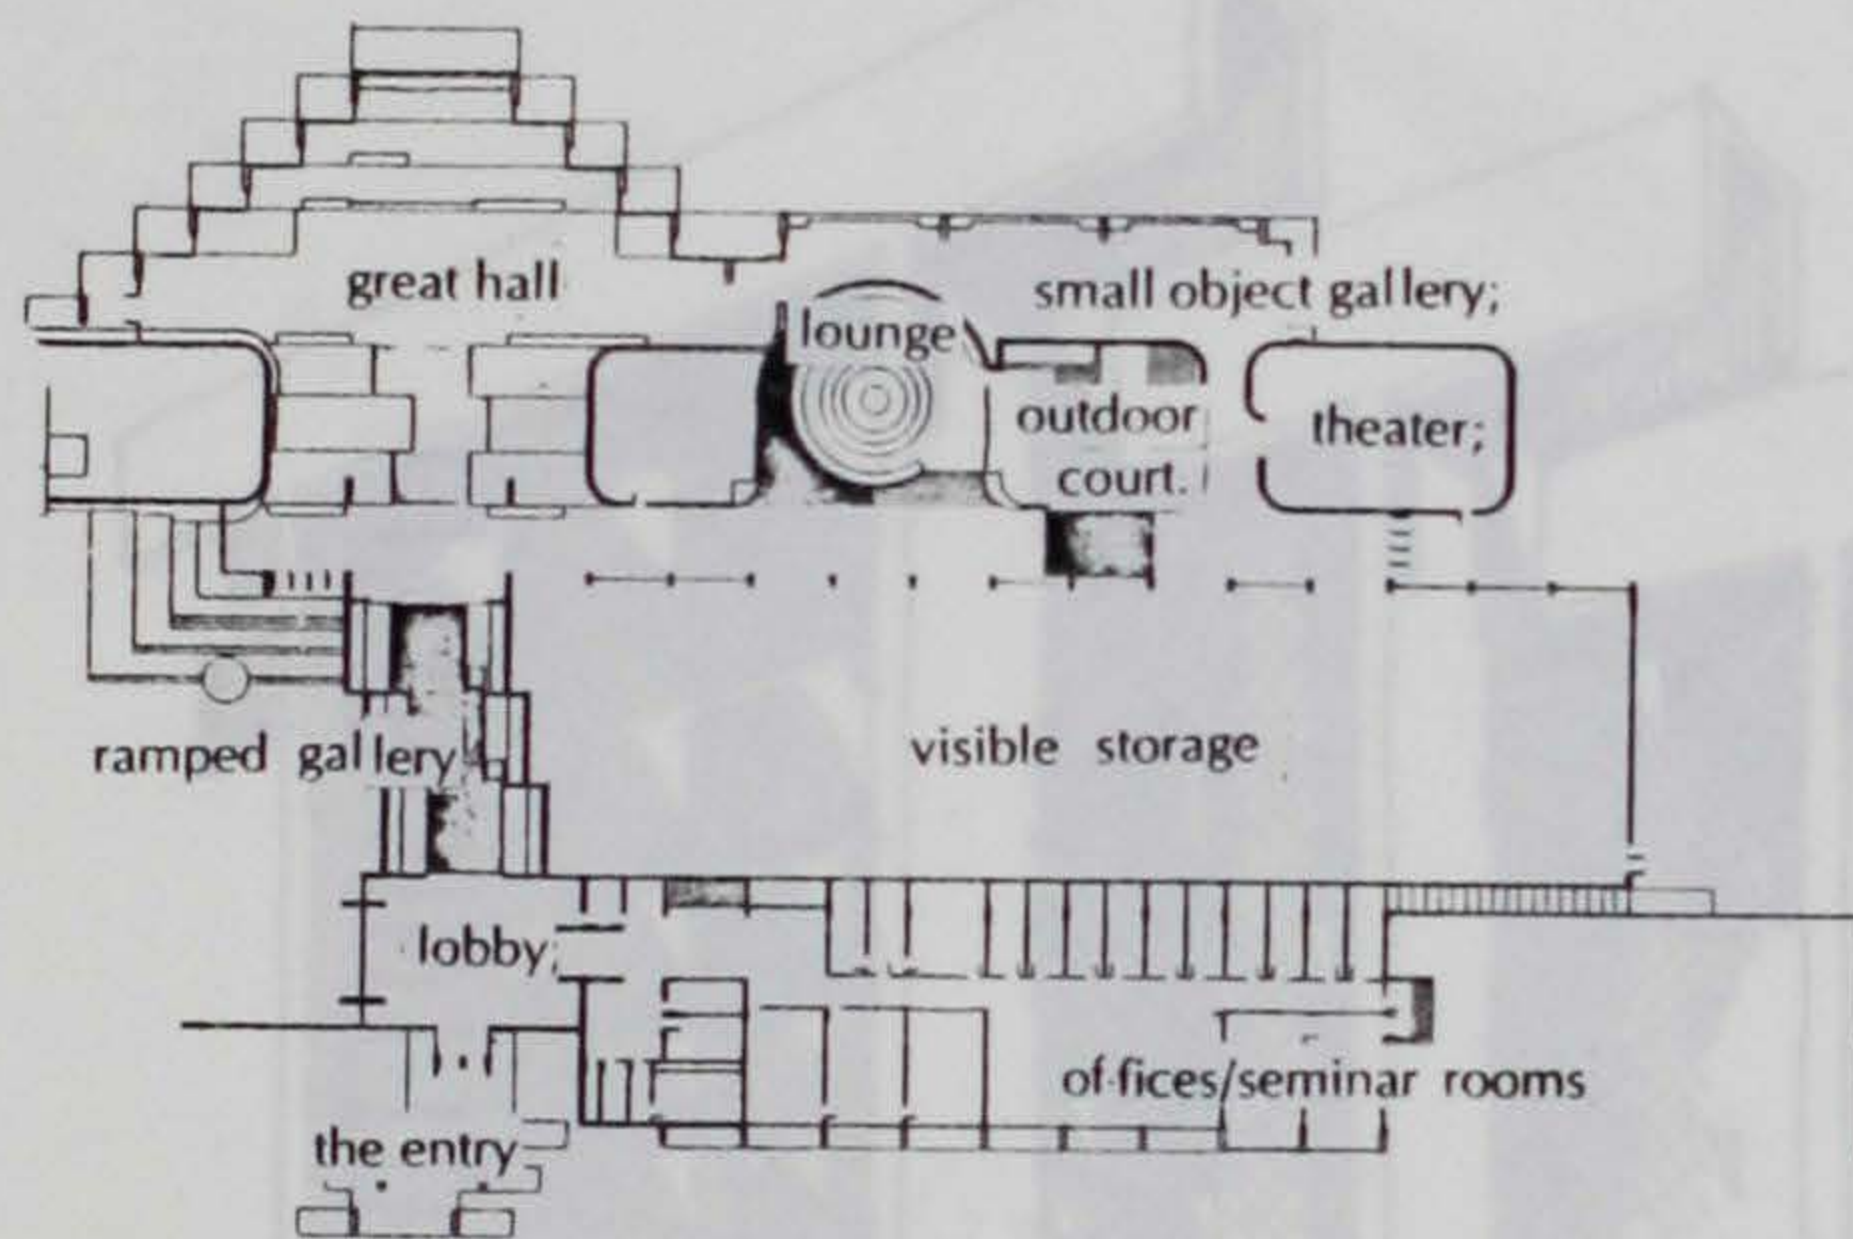 great hall
small object gallery;
lounge
outdoor
court.
theater;
ramped gallery
visible storage
lobby;
offices/seminar rooms
the entry